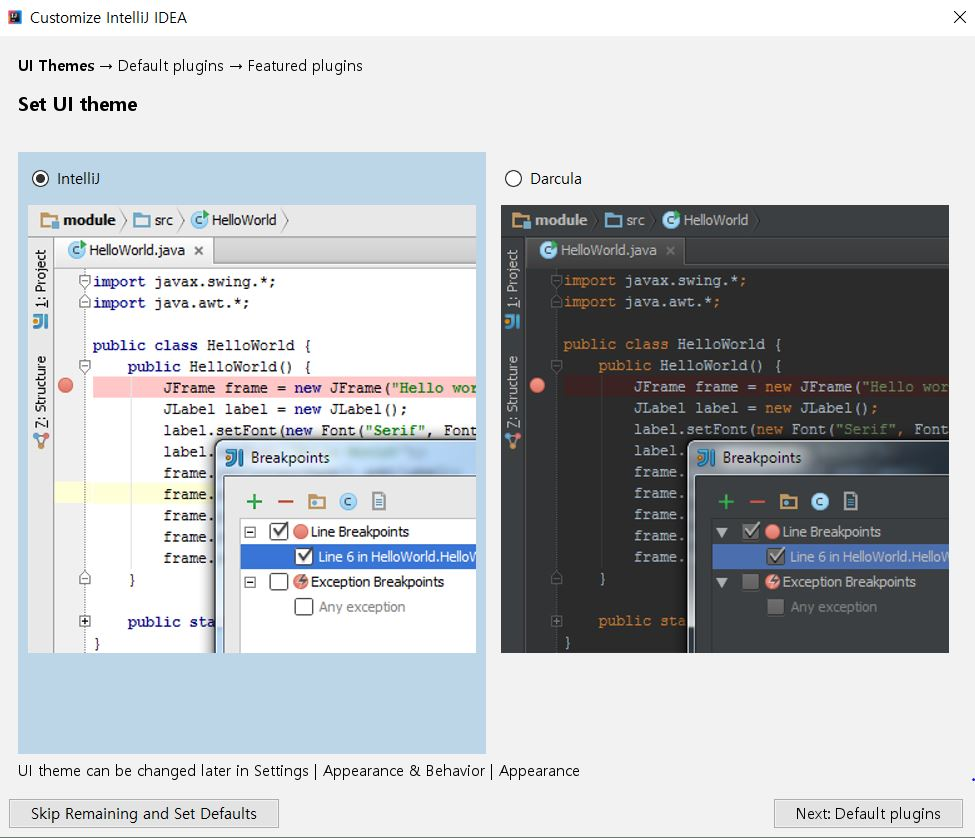 Customize IntelliJ IDEA
UI Themes → Default plugins → Featured plugins
Set UI theme
IntelliJ
module src HelloWorld
HelloWorld.java
1: Project
7: Structure
import javax.swing.*;
import java.awt.*;
public class HelloWorld {
public HelloWorld() {
JFrame frame = new JFrame("Hello wor
JLabel label = new JLabel();
label.setFont(new Font("Serif", Font
label.
frame.
frame.
frame.
frame.
frame.
}
public sta
}
Breakpoints
Line Breakpoints
Line 6 in HelloWorld.HelloW
Exception Breakpoints
Any exception
Darcula
module src HelloWorld
HelloWorld.java
1: Project
7: Structure
import javax.swing.*;
import java.awt.*;
public class HelloWorld {
public HelloWorld() {
JFrame frame = new JFrame("Hello wor
JLabel label = new JLabel();
label.setFont(new Font("Serif", Font
label.
frame.
frame.
frame.
frame.
frame.
}
public sta
}
Breakpoints
Line Breakpoints
Line 6 in HelloWorld.HelloW
Exception Breakpoints
Any exception
UI theme can be changed later in Settings | Appearance & Behavior | Appearance
Skip Remaining and Set Defaults
Next: Default plugins